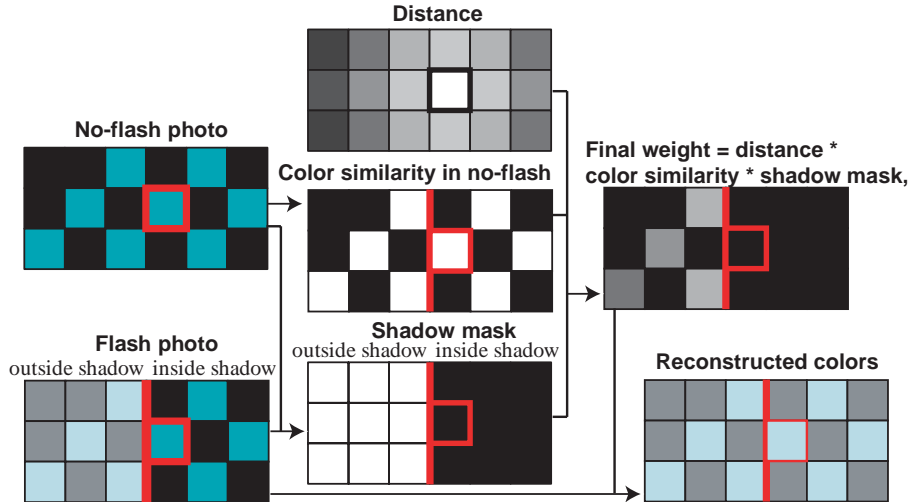 Distance
No-flash photo
Color similarity in no-flash
Final weight = distance *
color similarity * shadow mask,
Flash photo
outside shadow inside shadow
Shadow mask
outside shadow inside shadow
Reconstructed colors